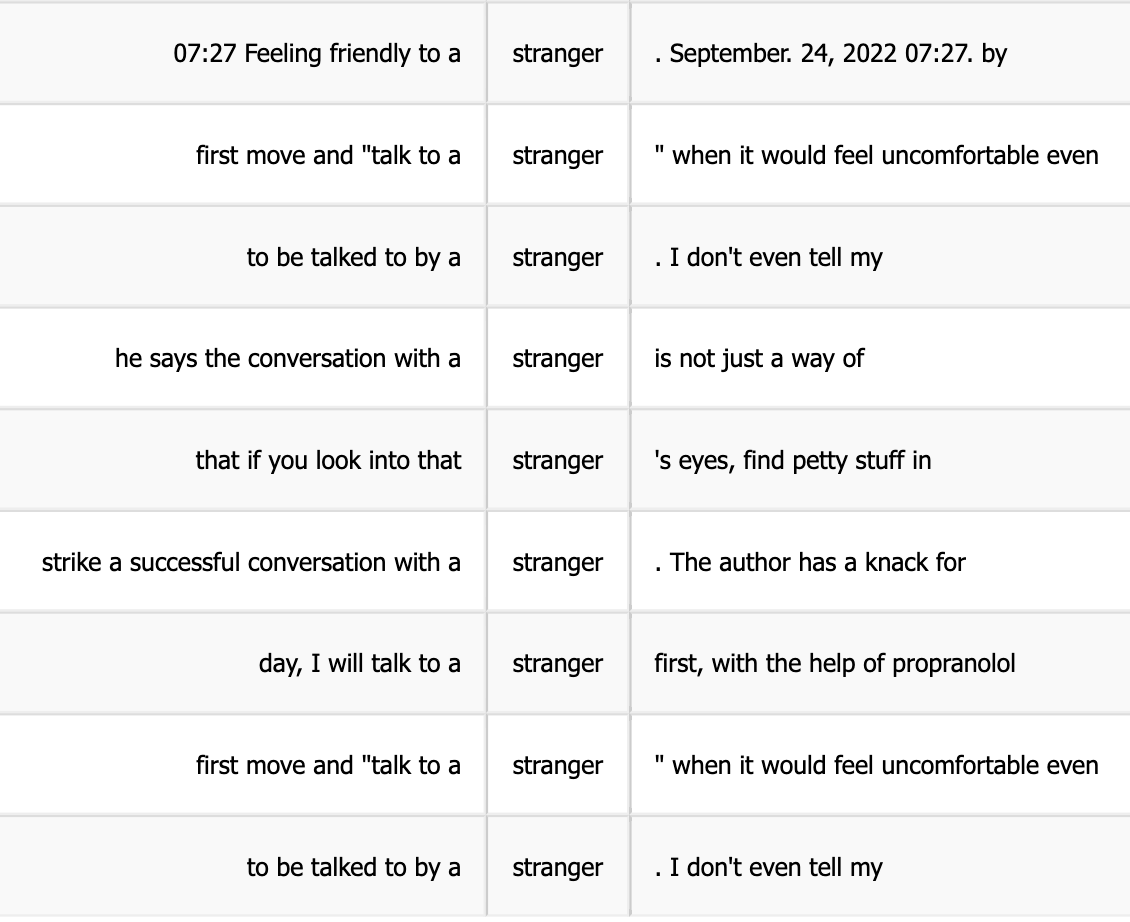 07:27 Feeling friendly to a stranger . September. 24, 2022 07:27. by
first move and "talk to a stranger " when it would feel uncomfortable even
to be talked to by a stranger . I don't even tell my
he says the conversation with a stranger is not just a way of
that if you look into that stranger 's eyes, find petty stuff in
strike a successful conversation with a stranger . The author has a knack for
day, I will talk to a stranger first, with the help of propranolol
first move and "talk to a stranger " when it would feel uncomfortable even
to be talked to by a stranger . I don't even tell my